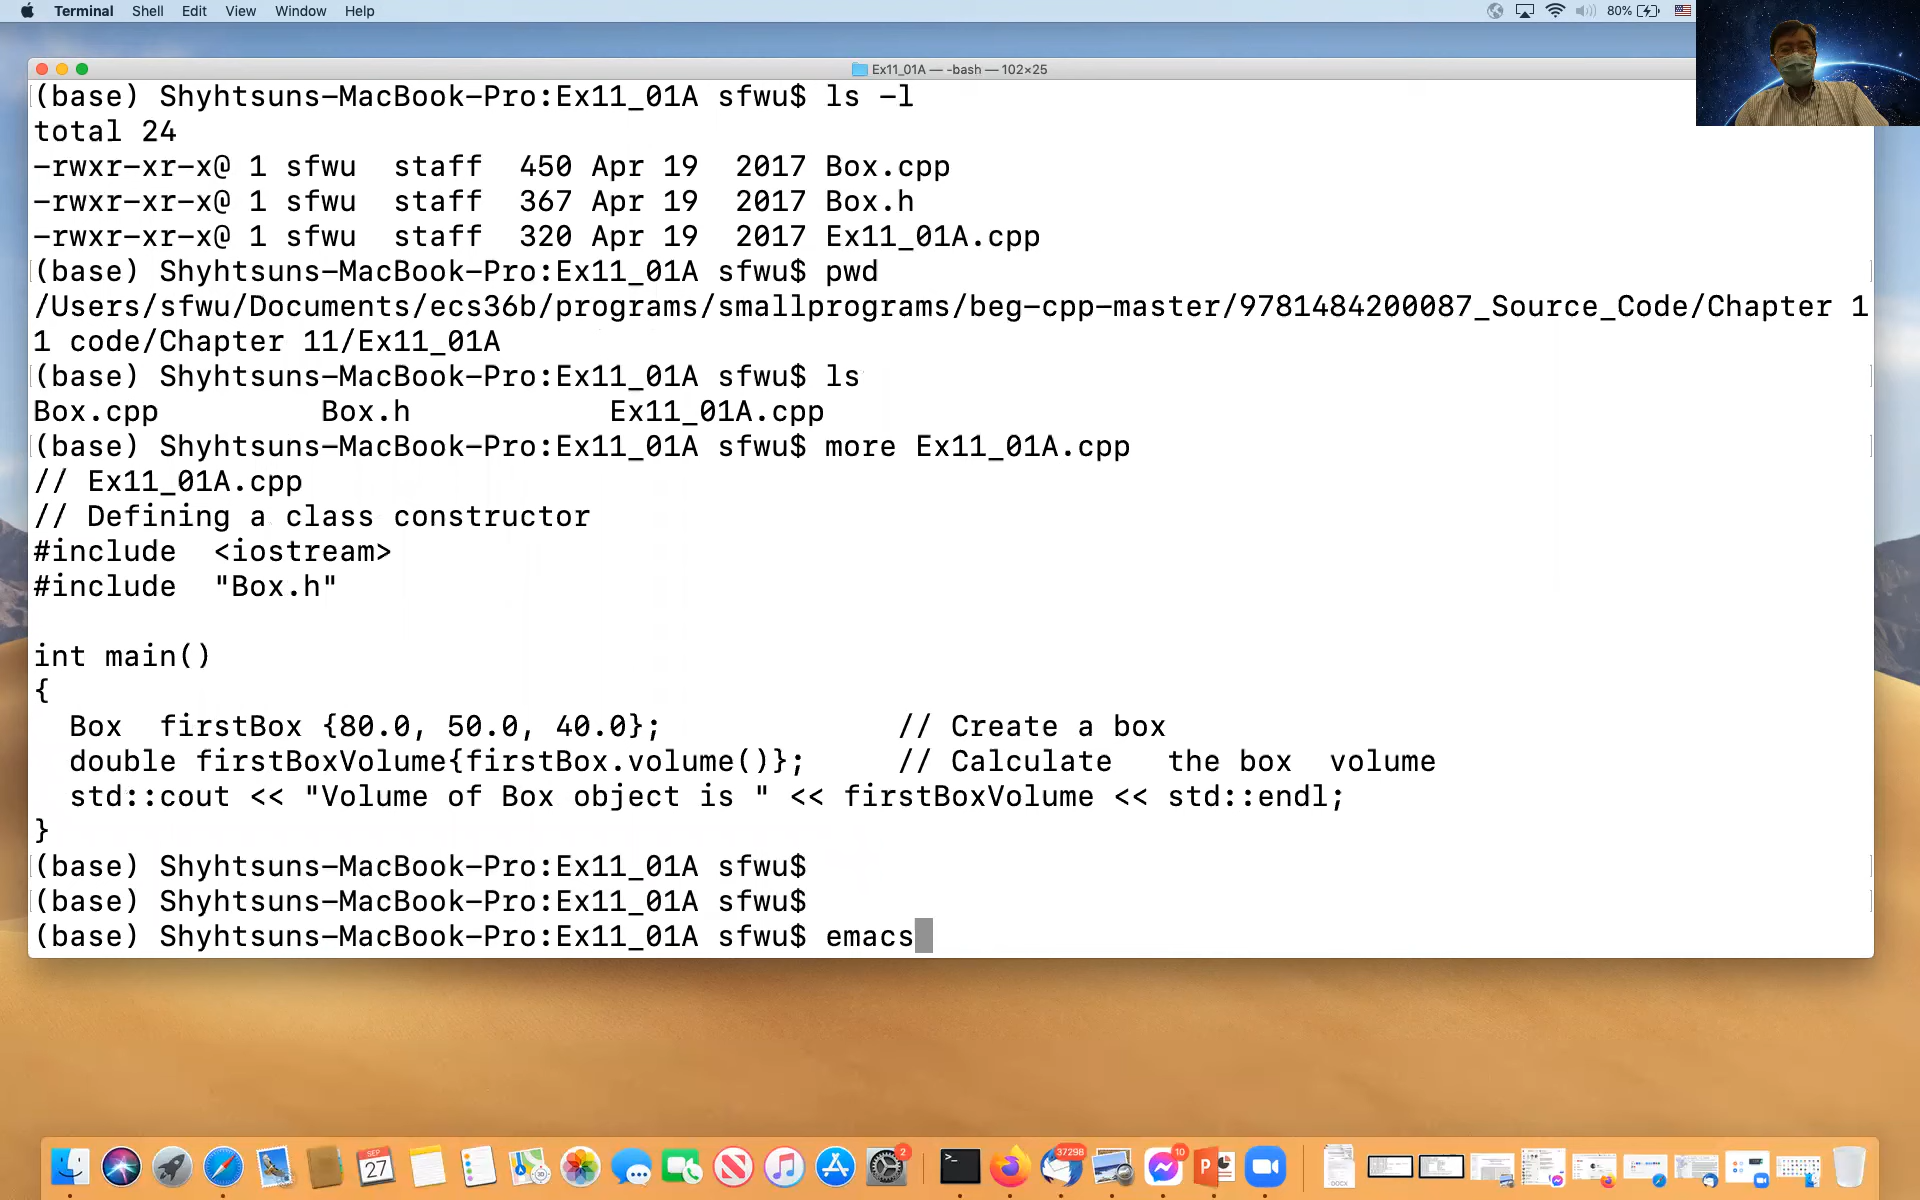 Terminal Shell Edit View Window Help 80%
Ex11_01A — -bash — 102×25
(base) Shyhtsuns-MacBook-Pro:Ex11_01A sfwu$ ls -l
total 24
-rwxr-xr-x@ 1 sfwu  staff  450 Apr 19  2017 Box.cpp
-rwxr-xr-x@ 1 sfwu  staff  367 Apr 19  2017 Box.h
-rwxr-xr-x@ 1 sfwu  staff  320 Apr 19  2017 Ex11_01A.cpp
(base) Shyhtsuns-MacBook-Pro:Ex11_01A sfwu$ pwd
/Users/sfwu/Documents/ecs36b/programs/smallprograms/beg-cpp-master/9781484200087_Source_Code/Chapter 1
1 code/Chapter 11/Ex11_01A
(base) Shyhtsuns-MacBook-Pro:Ex11_01A sfwu$ ls
Box.cpp         Box.h           Ex11_01A.cpp
(base) Shyhtsuns-MacBook-Pro:Ex11_01A sfwu$ more Ex11_01A.cpp
// Ex11_01A.cpp
// Defining a class constructor
#include  <iostream>
#include  "Box.h"
int main()
{
  Box  firstBox {80.0, 50.0, 40.0};             // Create a box
  double firstBoxVolume{firstBox.volume()};     // Calculate   the box  volume
  std::cout << "Volume of Box object is " << firstBoxVolume << std::endl;
}
(base) Shyhtsuns-MacBook-Pro:Ex11_01A sfwu$
(base) Shyhtsuns-MacBook-Pro:Ex11_01A sfwu$
(base) Shyhtsuns-MacBook-Pro:Ex11_01A sfwu$ emacs
SEP
27
2
>_
37298
10
P
DOCX